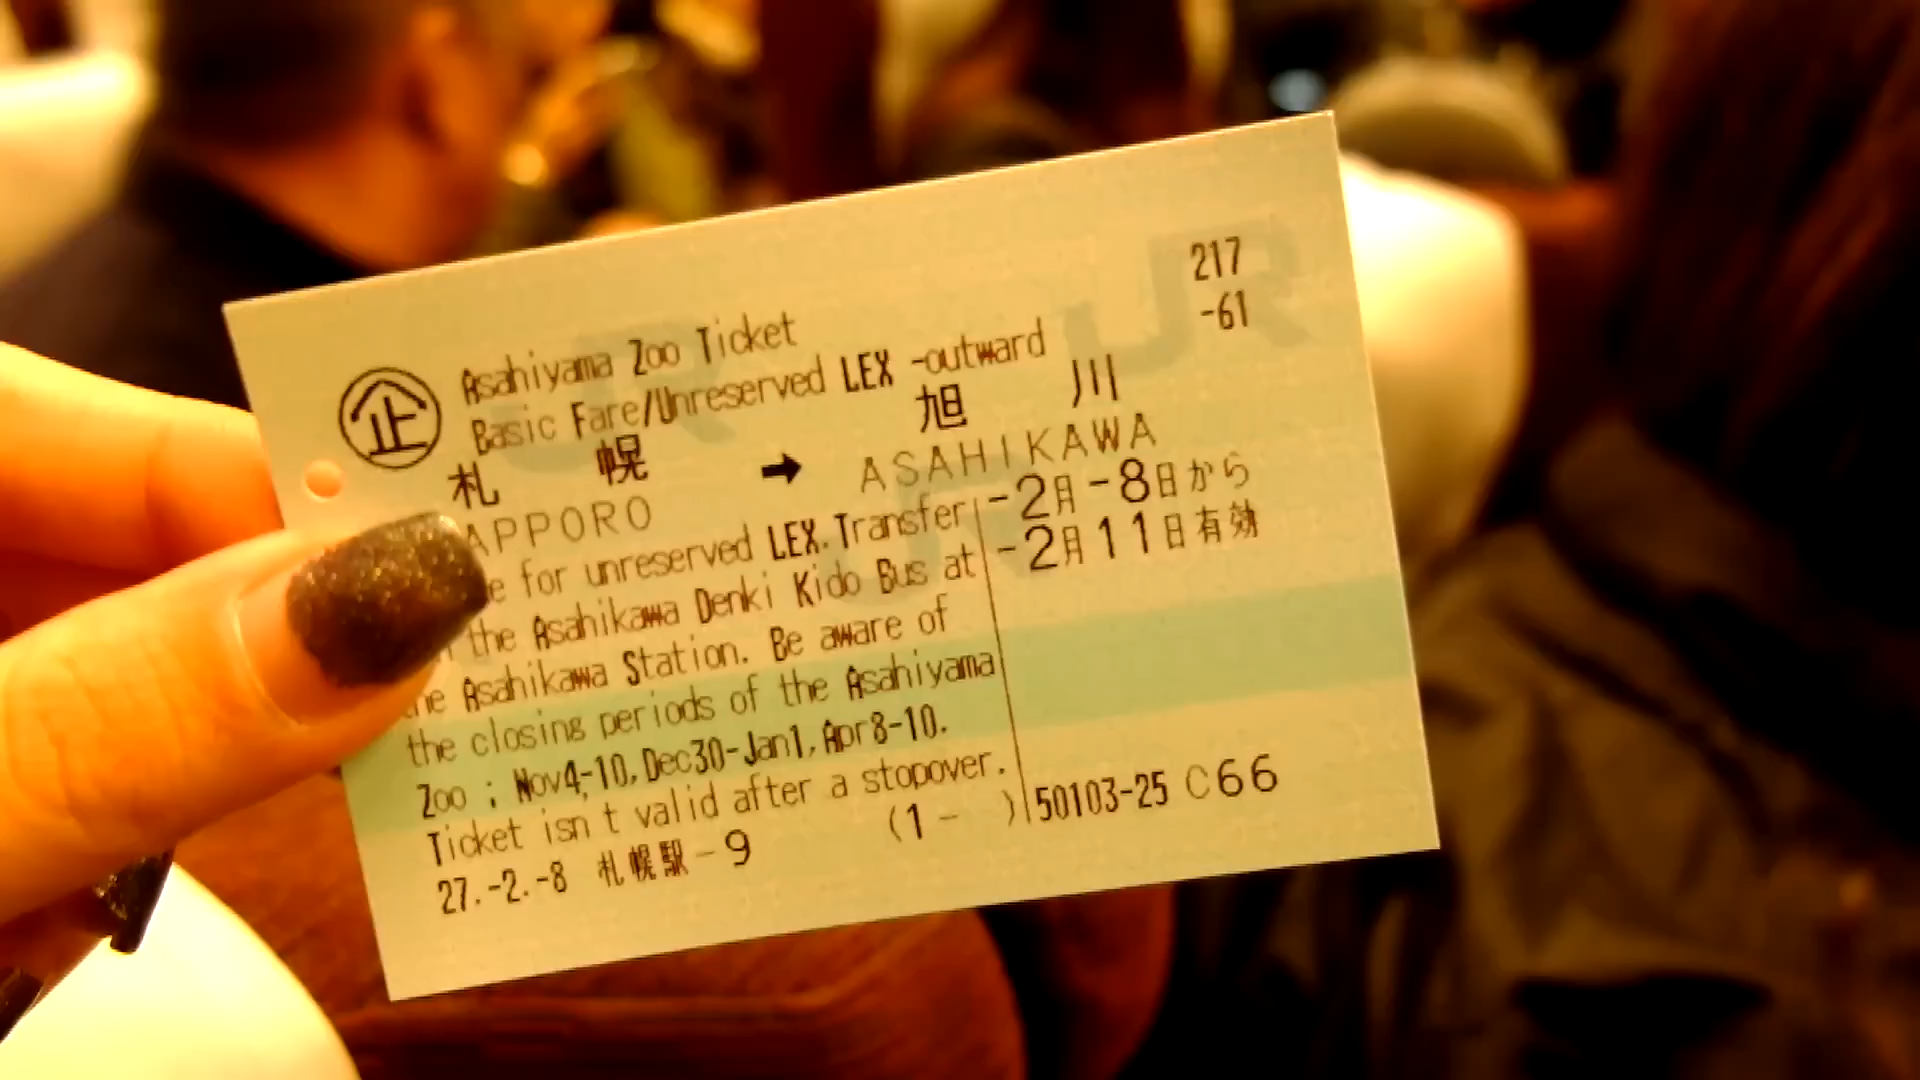 217
-61
企 Asahiyama Zoo Ticket
Basic Fare/Unreserved LEX -outward
札 幌 → 旭 川
APPORO ASAHIKAWA
e for unreserved LEX. Transfer
the Asahikawa Denki Kido Bus at
he Asahikawa Station. Be aware of
the closing periods of the Asahiyama
Zoo ; Nov4-10, Dec30-Jan1, Apr8-10.
Ticket isn t valid after a stopover.
-2月-8日から
-2月11日有効
27.-2.-8 札幌駅-9 (1- ) 50103-25 C66
JR
JR